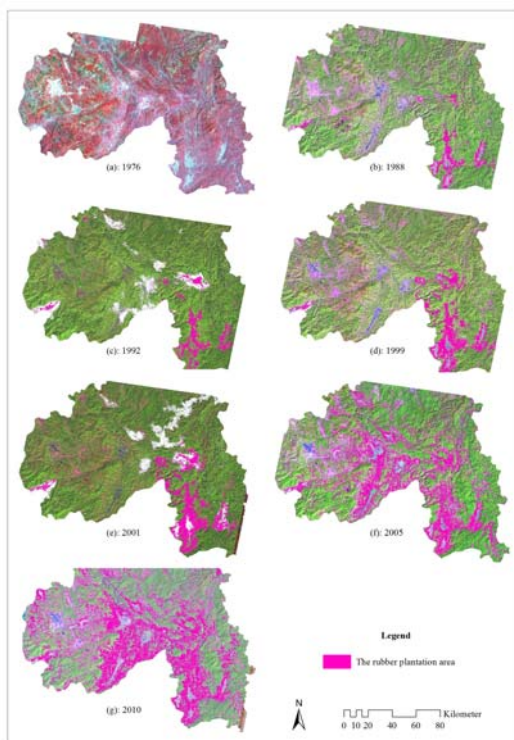 (a): 1976
(b): 1988
(c): 1992
(d): 1999
(e): 2001
(f): 2005
(g): 2010
Legend
The rubber plantation area
N
Kilometer
0 10 20 40 60 80